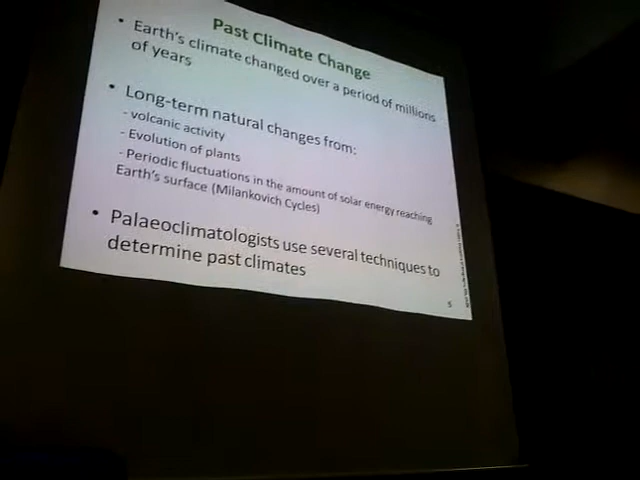 Past Climate Change
• Earth's climate changed over a period of millions
of years
• Long-term natural changes from:
- volcanic activity
- Evolution of plants
- Periodic fluctuations in the amount of solar energy reaching
Earth's surface (Milankovich Cycles)
• Palaeoclimatologists use several techniques to
determine past climates
5